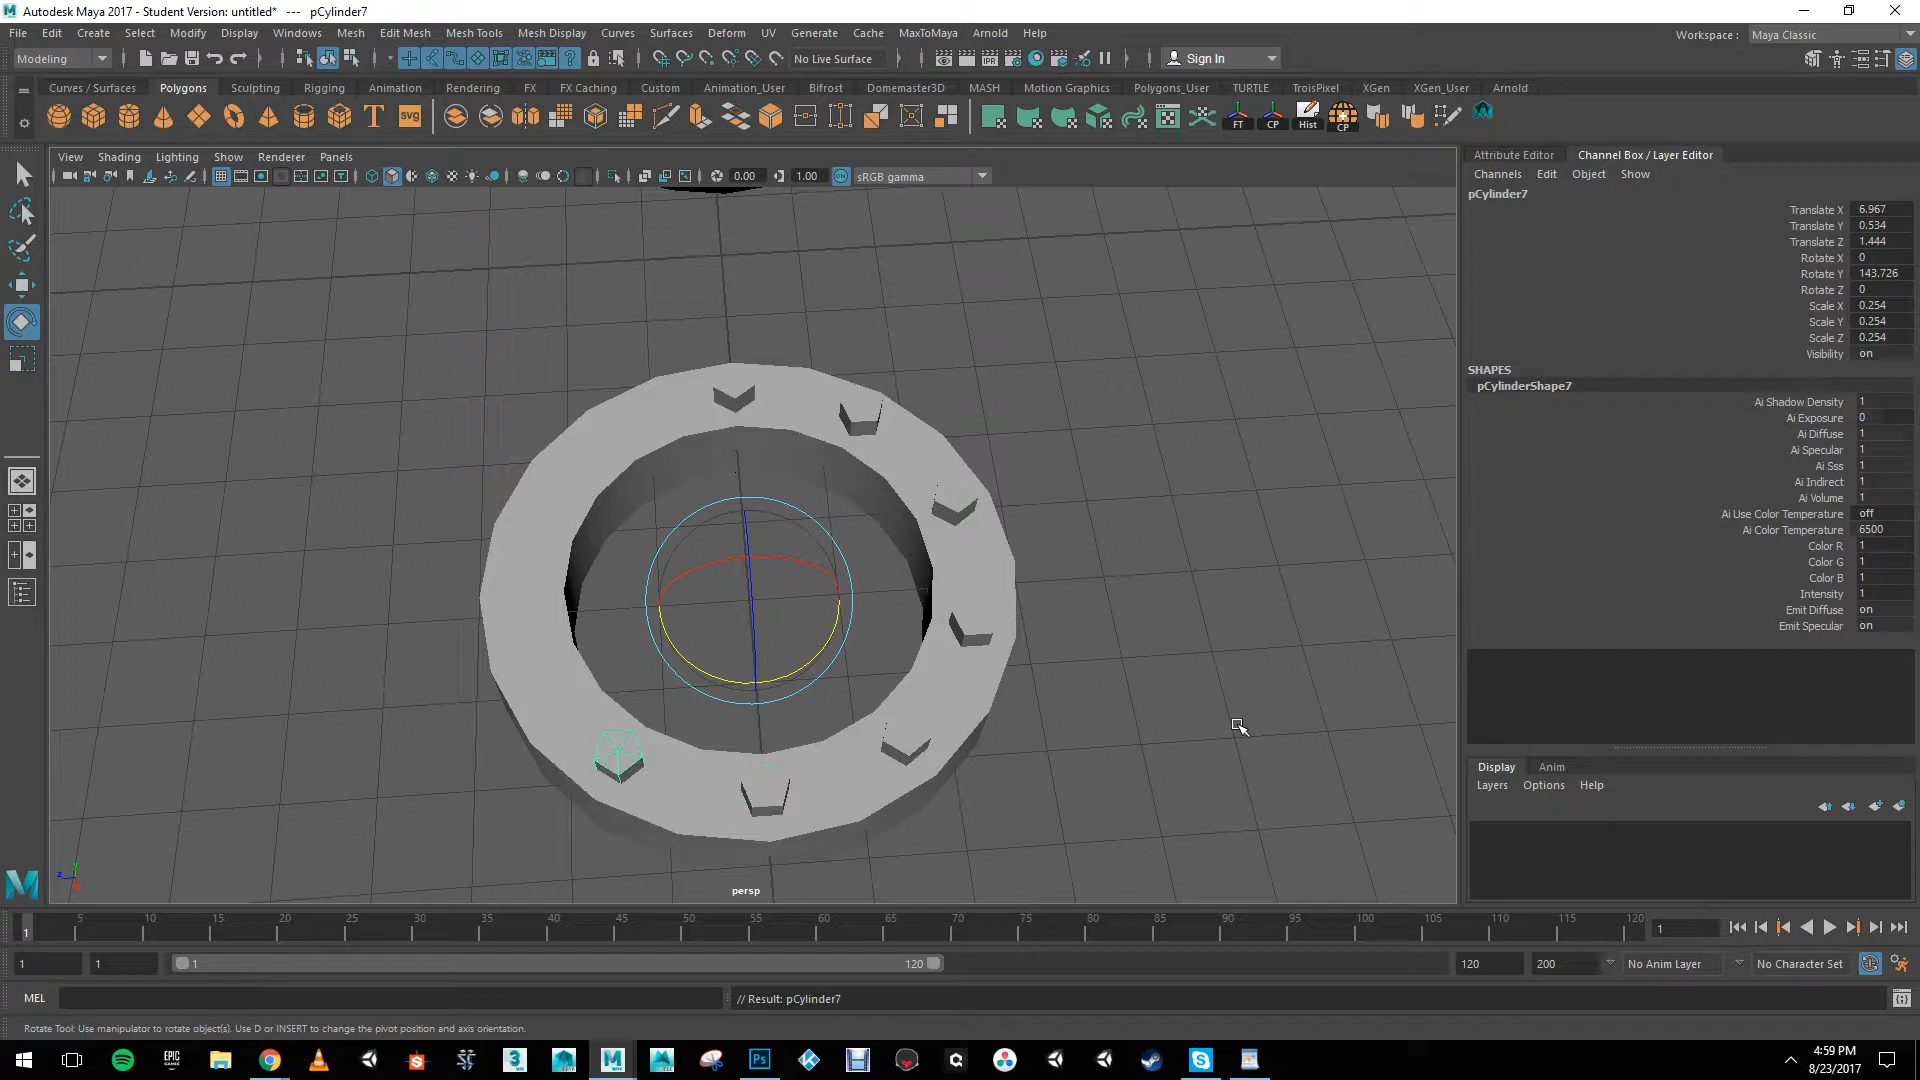 Autodesk Maya 2017 - Student Version: untitled* --- pCylinder7
File Edit Create Select Modify Display Windows Mesh Edit Mesh Mesh Tools Mesh Display Curves Surfaces Deform UV Generate Cache MaxToMaya Arnold Help
Workspace : Maya Classic
Modeling
No Live Surface
Sign In
Curves / Surfaces Polygons Sculpting Rigging Animation Rendering FX FX Caching Custom Animation_User Bifrost Domemaster3D MASH Motion Graphics Polygons_User TURTLE TroisPixel XGen XGen_User Arnold
T SVG FT CP Hist CP
View Shading Lighting Show Renderer Panels
0.00 1.00 sRGB gamma
Attribute Editor Channel Box / Layer Editor
Channels Edit Object Show
pCylinder7
Translate X 6.967
Translate Y 0.534
Translate Z 1.444
Rotate X 0
Rotate Y 143.726
Rotate Z 0
Scale X 0.254
Scale Y 0.254
Scale Z 0.254
Visibility on
SHAPES
pCylinderShape7
Ai Shadow Density 1
Ai Exposure 0
Ai Diffuse 1
Ai Specular 1
Ai Sss 1
Ai Indirect 1
Ai Volume 1
Ai Use Color Temperature off
Ai Color Temperature 6500
Color R 1
Color G 1
Color B 1
Intensity 1
Emit Diffuse on
Emit Specular on
Display Anim
Layers Options Help
persp
5 10 15 20 25 30 35 40 45 50 55 60 65 70 75 80 85 90 95 100 105 110 115 120
1 1
1 1 1 120 120 200 No Anim Layer No Character Set
MEL // Result: pCylinder7
Rotate Tool: Use manipulator to rotate object(s). Use D or INSERT to change the pivot position and axis orientation.
4:59 PM
8/23/2017